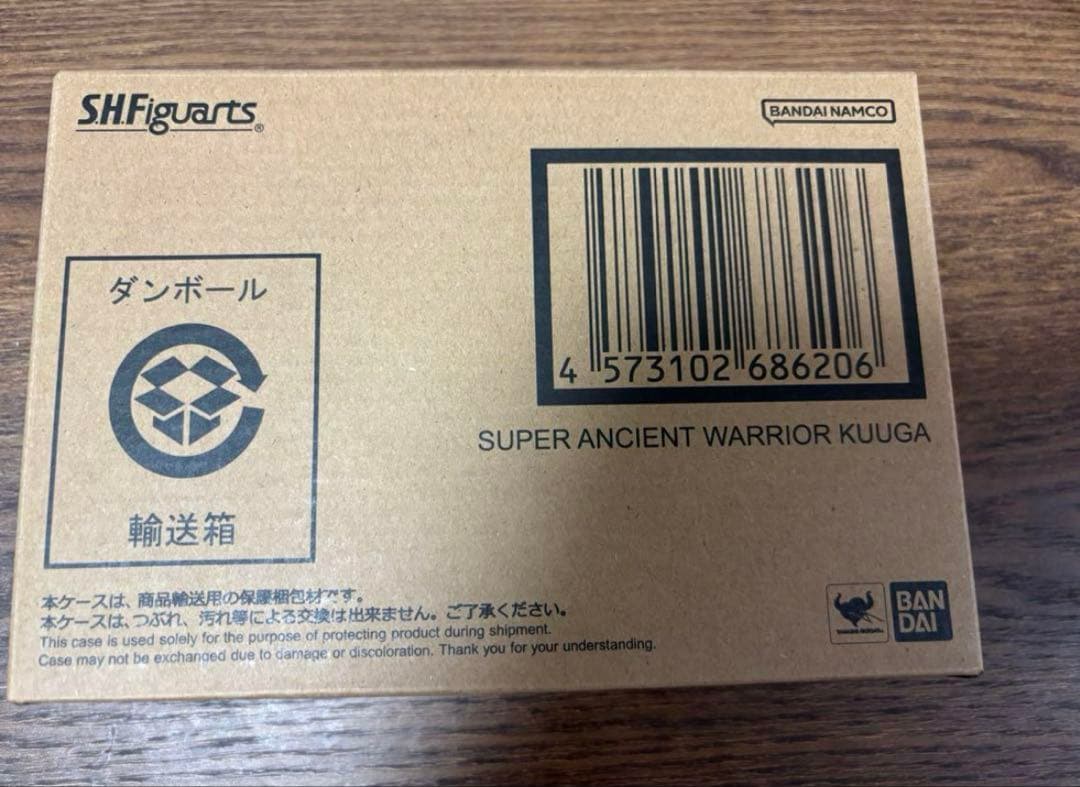 S.H.Figuarts®
BANDAI NAMCO
4 573102 686206
SUPER ANCIENT WARRIOR KUUGA
ダンボール
輸送箱
本ケースは、商品輸送用の保護梱包材です。
本ケースは、つぶれ、汚れ等による交換は出来ません。ご了承ください。
This case is used solely for the purpose of protecting product during shipment.
Case may not be exchanged due to damage or discoloration. Thank you for your understanding.
BAN
DAI